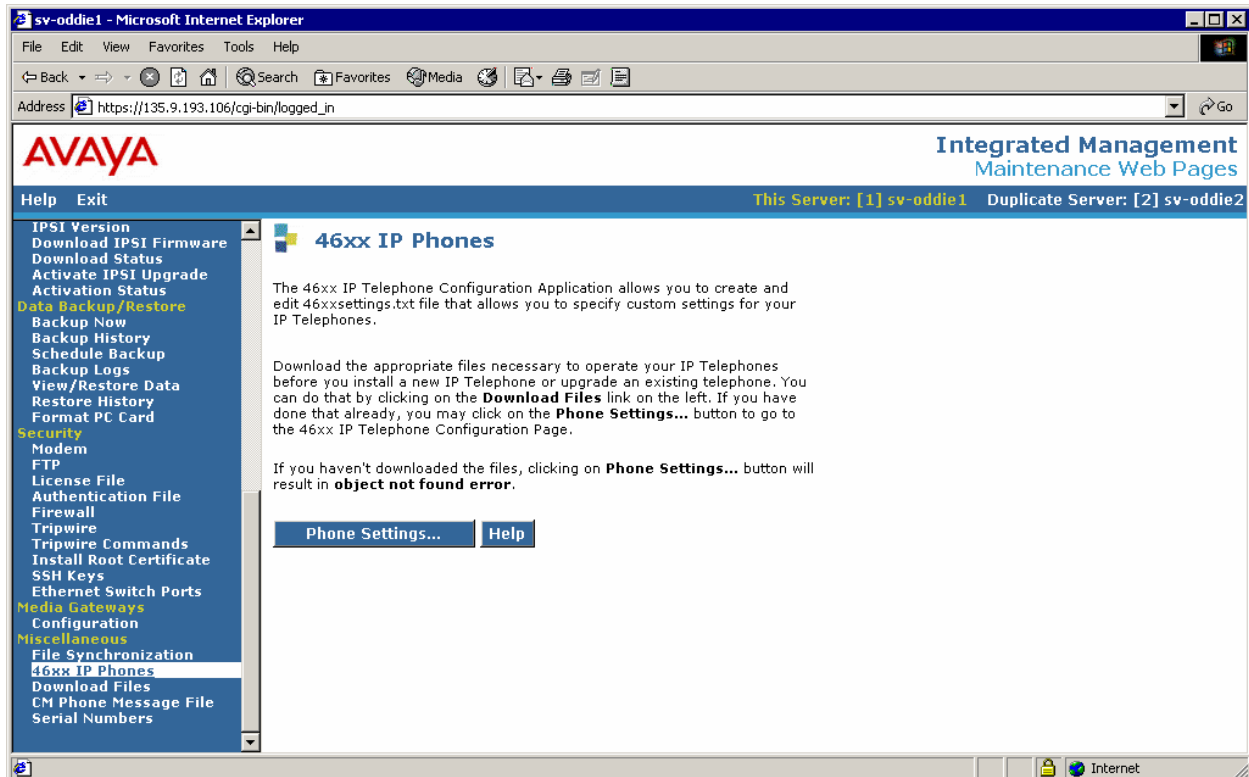 sv-oddie1 - Microsoft Internet Explorer
File Edit View Favorites Tools Help
Back Search Favorites Media
Address https://135.9.193.106/cgi-bin/logged_in Go
AVAYA
Integrated Management
Maintenance Web Pages
Help Exit This Server: [1] sv-oddie1 Duplicate Server: [2] sv-oddie2
IPSI Version
Download IPSI Firmware
Download Status
Activate IPSI Upgrade
Activation Status
Data Backup/Restore
Backup Now
Backup History
Schedule Backup
Backup Logs
View/Restore Data
Restore History
Format PC Card
Security
Modem
FTP
License File
Authentication File
Firewall
Tripwire
Tripwire Commands
Install Root Certificate
SSH Keys
Ethernet Switch Ports
Media Gateways
Configuration
Miscellaneous
File Synchronization
46xx IP Phones
Download Files
CM Phone Message File
Serial Numbers
46xx IP Phones
The 46xx IP Telephone Configuration Application allows you to create and
edit 46xxsettings.txt file that allows you to specify custom settings for your
IP Telephones.
Download the appropriate files necessary to operate your IP Telephones
before you install a new IP Telephone or upgrade an existing telephone. You
can do that by clicking on the Download Files link on the left. If you have
done that already, you may click on the Phone Settings... button to go to
the 46xx IP Telephone Configuration Page.
If you haven't downloaded the files, clicking on Phone Settings... button will
result in object not found error.
Phone Settings... Help
Internet